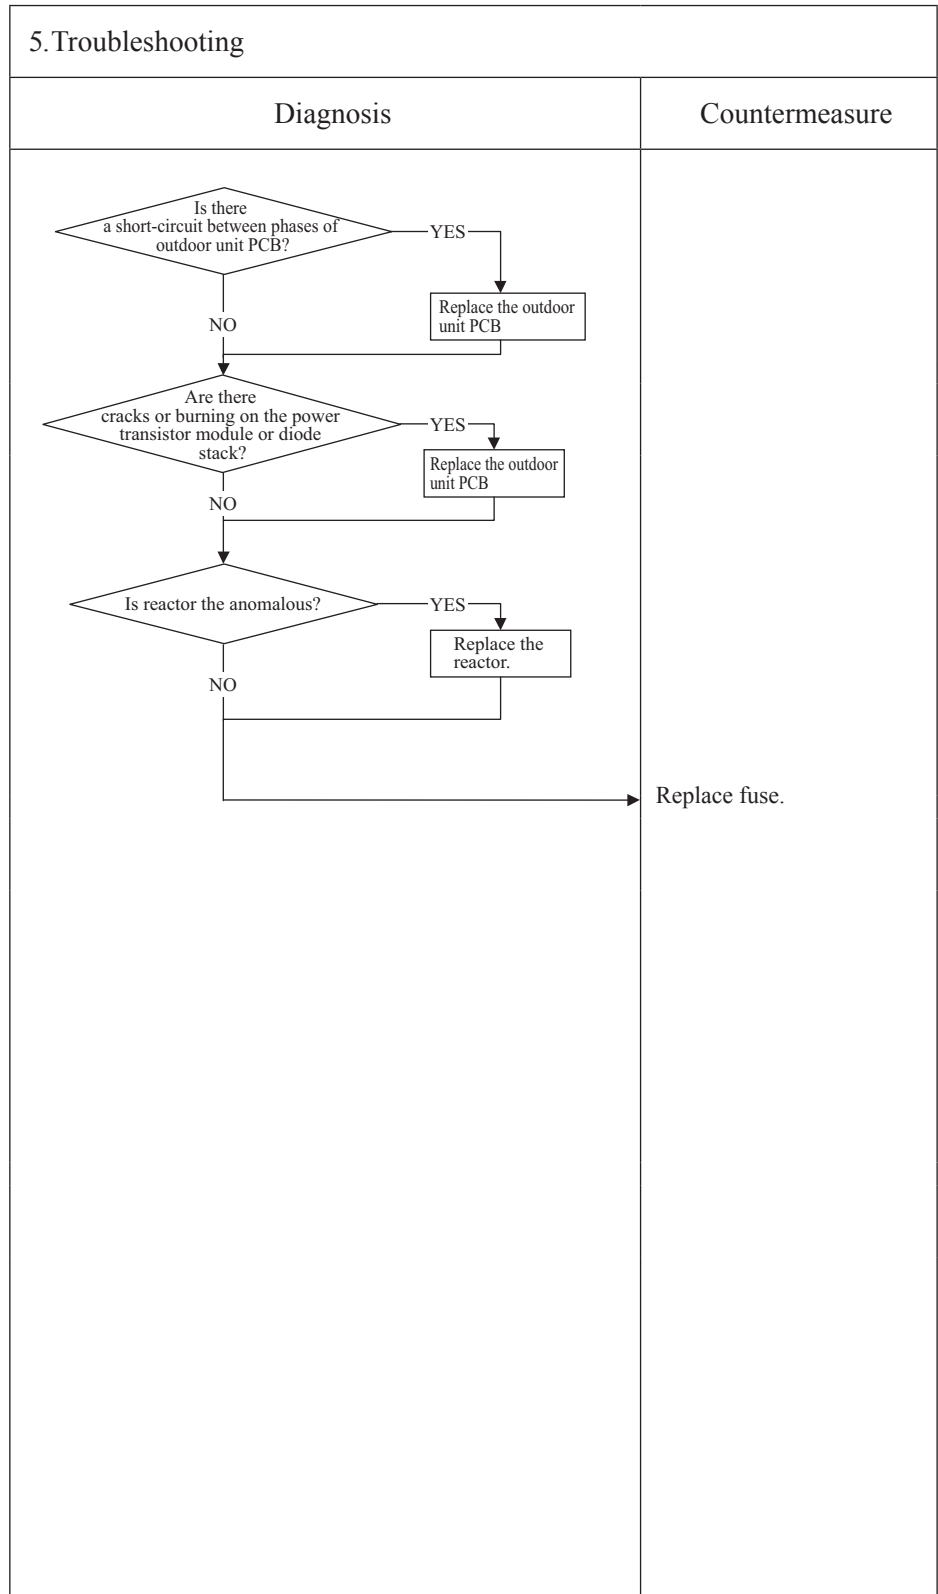 5.Troubleshooting
Diagnosis
Countermeasure
Is there
a short-circuit between phases of
outdoor unit PCB?
YES
Replace the outdoor
unit PCB
NO
Are there
cracks or burning on the power
transistor module or diode
stack?
YES
Replace the outdoor
unit PCB
NO
Is reactor the anomalous?
YES
Replace the
reactor.
NO
Replace fuse.